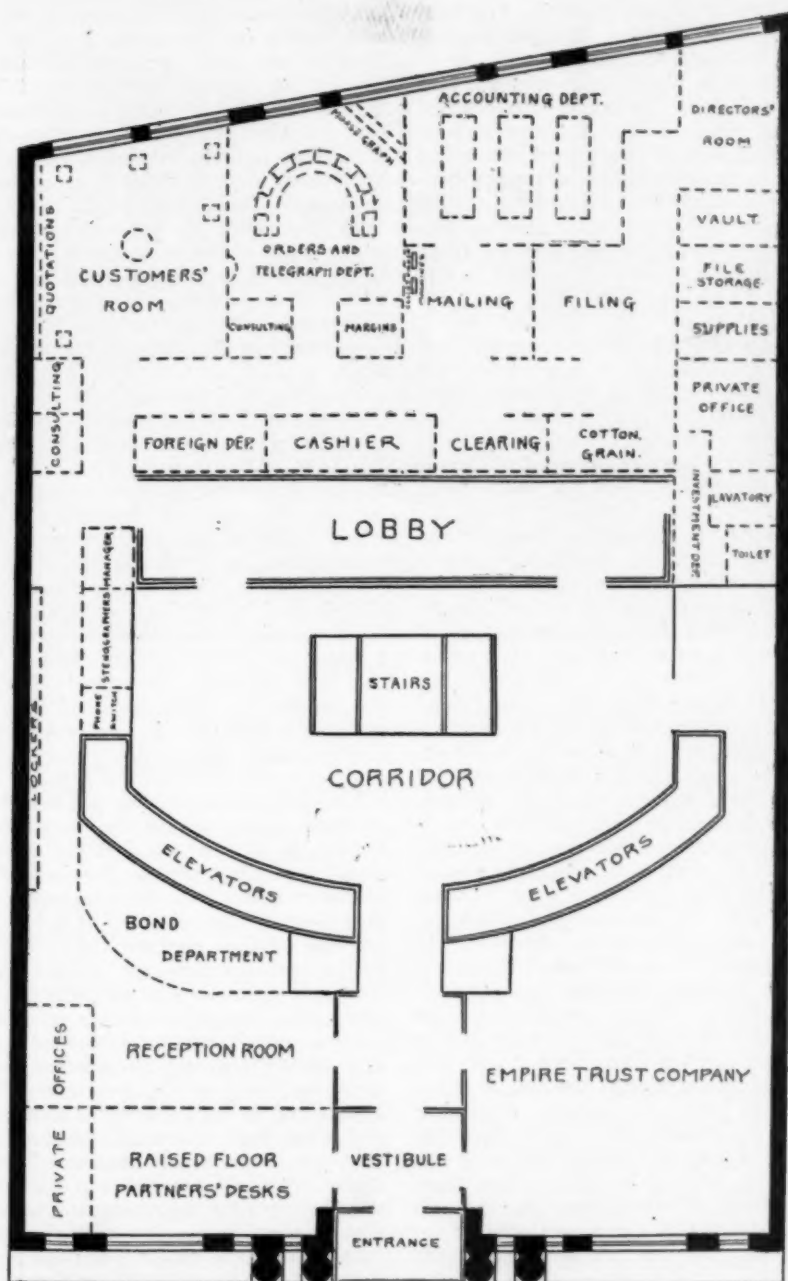 ACCOUNTING DEPT.
DIRECTORS'
ROOM
VAULT
QUOTATIONS
CUSTOMERS'
ROOM
ORDERS AND
TELEGRAPH DEPT.
CONSULTING
MARGINS
MAILING
FILING
FILE
STORAGE
SUPPLIES
PRIVATE
OFFICE
CONSULTING
FOREIGN DEP.
CASHIER
CLEARING
COTTON.
GRAIN.
LOBBY
INVESTMENT DEP.
LAVATORY
TOILET
MANAGER
STENOGRAPHERS
PHONE
SWITCH
LOCKERS
STAIRS
CORRIDOR
ELEVATORS
ELEVATORS
BOND
DEPARTMENT
PRIVATE OFFICES
RECEPTION ROOM
EMPIRE TRUST COMPANY
RAISED FLOOR
PARTNERS' DESKS
VESTIBULE
ENTRANCE